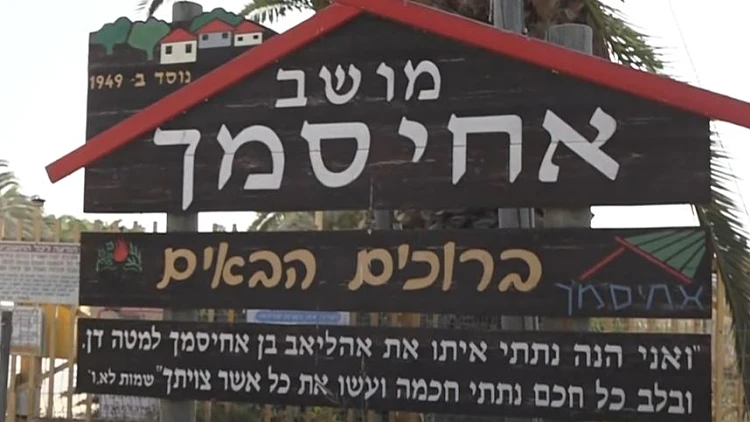 נוסד ב- 1949
מושב
אחיסמך
ברוכים הבאים
אחיסמך
"ואני הנה נתתי איתו את אהליאב בן אחיסמך למטה דן,
ובלב כל חכם נתתי חכמה ועשו את כל אשר צויתך" שמות לא,ו'